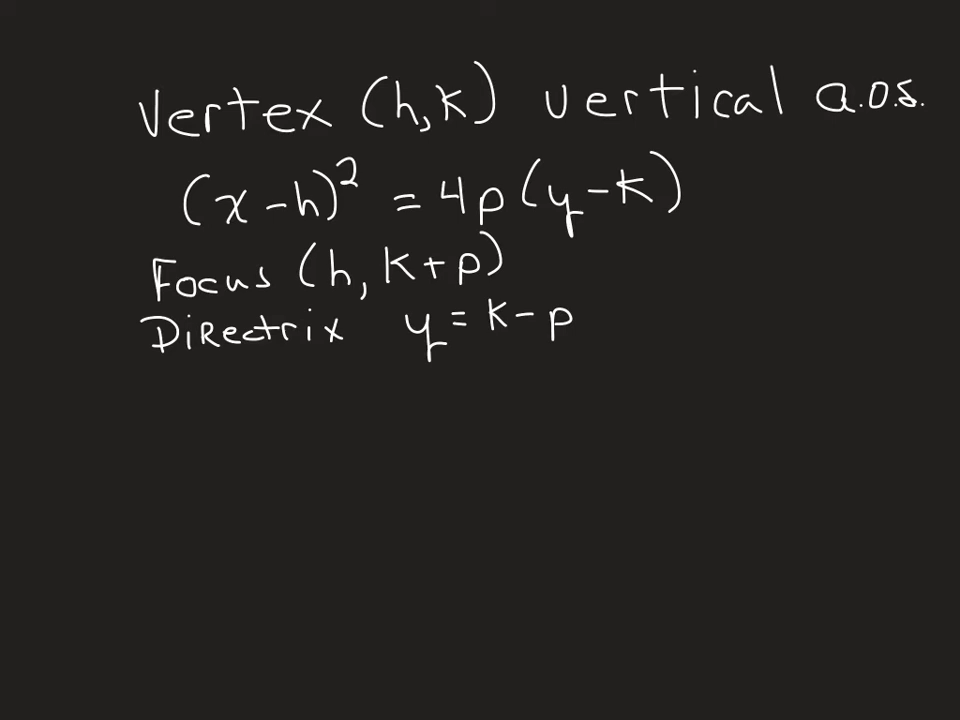 Vertex (h,k) vertical a.o.s.
(x-h)² = 4p(y-k)
Focus (h, k+p)
Directrix y = k-p